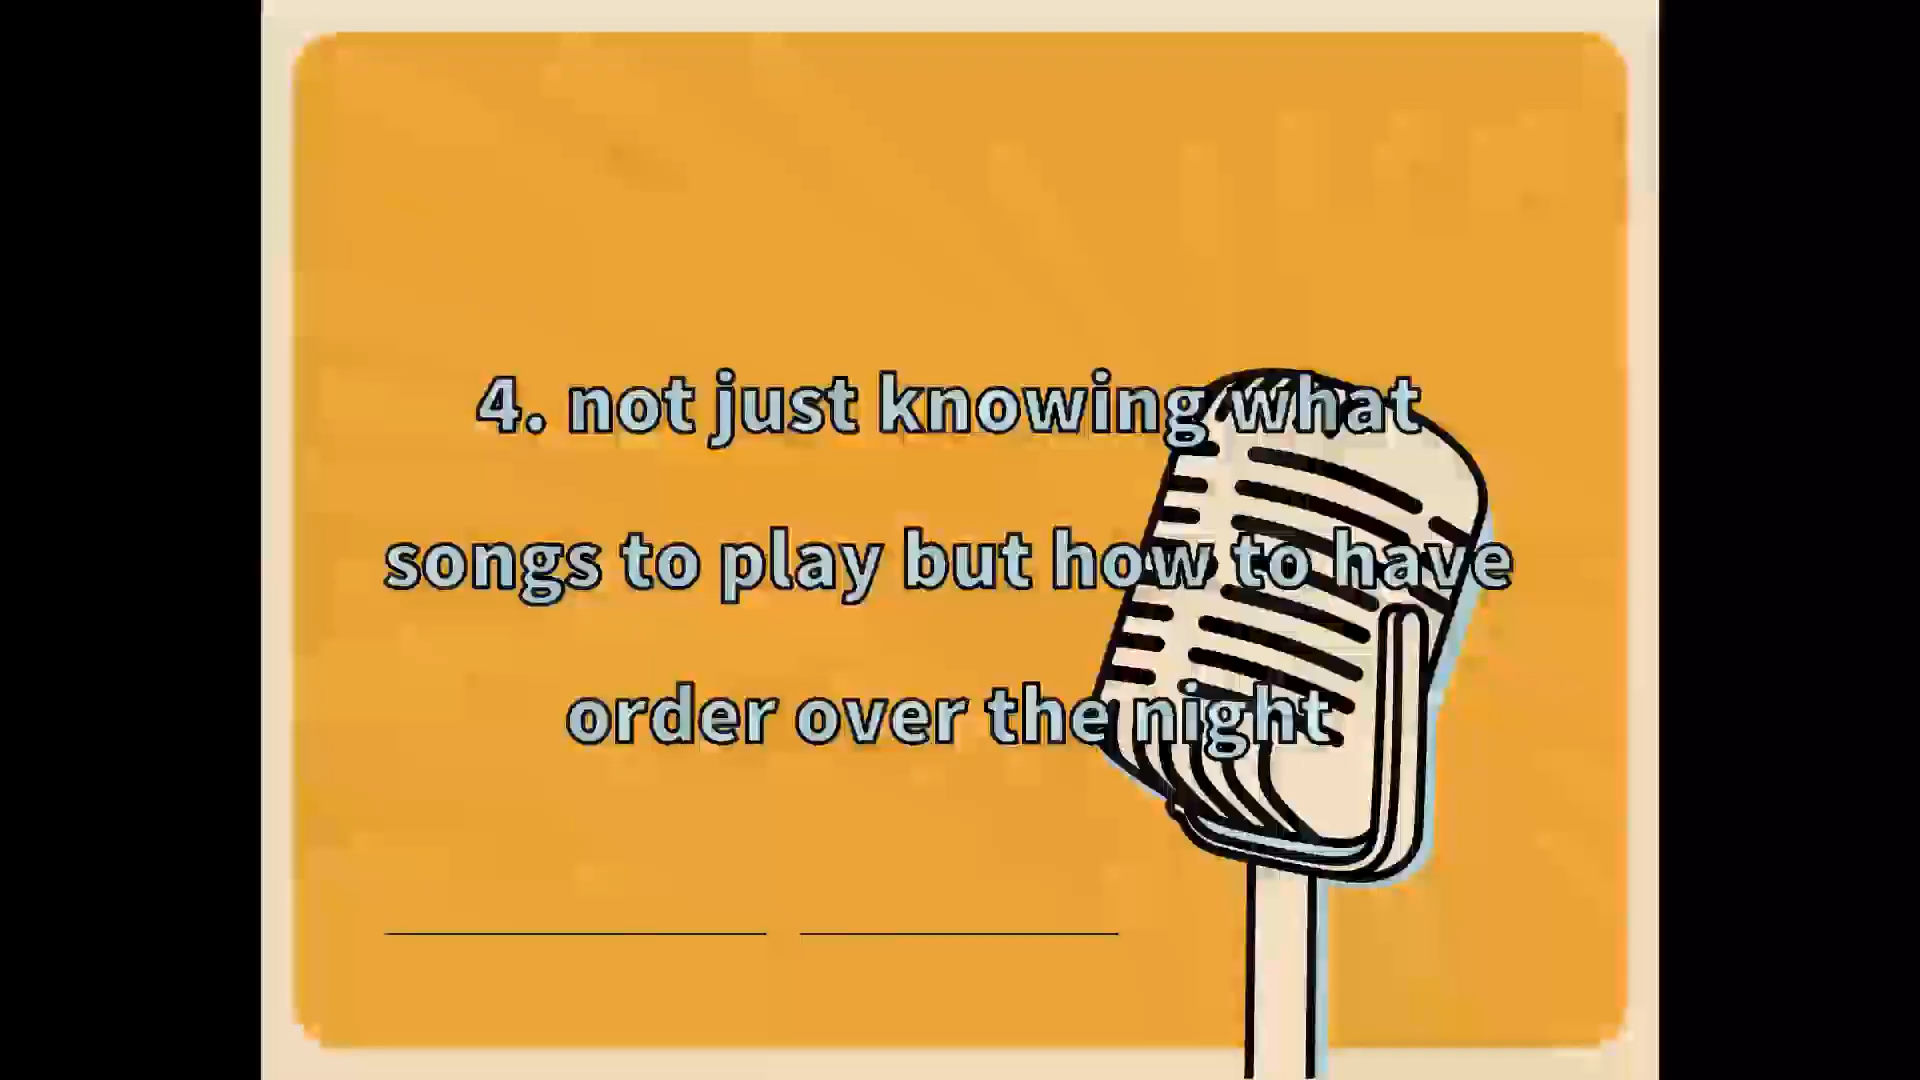 4. not just knowing what
songs to play but how to have
order over the night